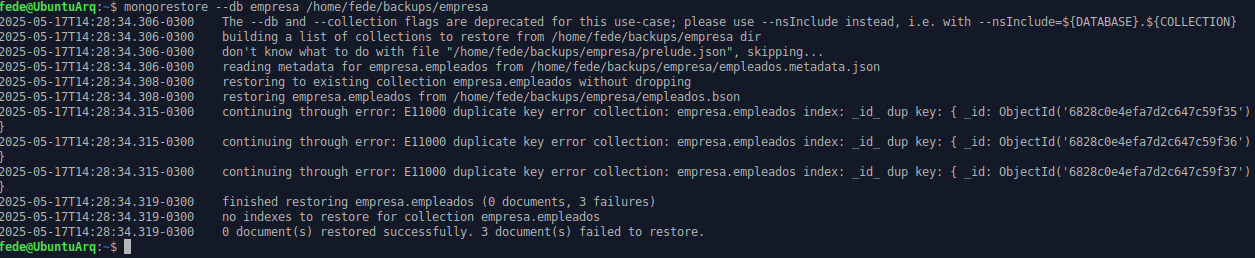 fede@UbuntuArq:~$ mongorestore --db empresa /home/fede/backups/empresa
2025-05-17T14:28:34.306-0300    The --db and --collection flags are deprecated for this use-case; please use --nsInclude instead, i.e. with --nsInclude=${DATABASE}.${COLLECTION}
2025-05-17T14:28:34.306-0300    building a list of collections to restore from /home/fede/backups/empresa dir
2025-05-17T14:28:34.306-0300    don't know what to do with file "/home/fede/backups/empresa/prelude.json", skipping...
2025-05-17T14:28:34.306-0300    reading metadata for empresa.empleados from /home/fede/backups/empresa/empleados.metadata.json
2025-05-17T14:28:34.308-0300    restoring to existing collection empresa.empleados without dropping
2025-05-17T14:28:34.308-0300    restoring empresa.empleados from /home/fede/backups/empresa/empleados.bson
2025-05-17T14:28:34.315-0300    continuing through error: E11000 duplicate key error collection: empresa.empleados index: _id_ dup key: { _id: ObjectId('6828c0e4efa7d2c647c59f35')
}
2025-05-17T14:28:34.315-0300    continuing through error: E11000 duplicate key error collection: empresa.empleados index: _id_ dup key: { _id: ObjectId('6828c0e4efa7d2c647c59f36')
}
2025-05-17T14:28:34.315-0300    continuing through error: E11000 duplicate key error collection: empresa.empleados index: _id_ dup key: { _id: ObjectId('6828c0e4efa7d2c647c59f37')
}
2025-05-17T14:28:34.319-0300    finished restoring empresa.empleados (0 documents, 3 failures)
2025-05-17T14:28:34.319-0300    no indexes to restore for collection empresa.empleados
2025-05-17T14:28:34.319-0300    0 document(s) restored successfully. 3 document(s) failed to restore.
fede@UbuntuArq:~$